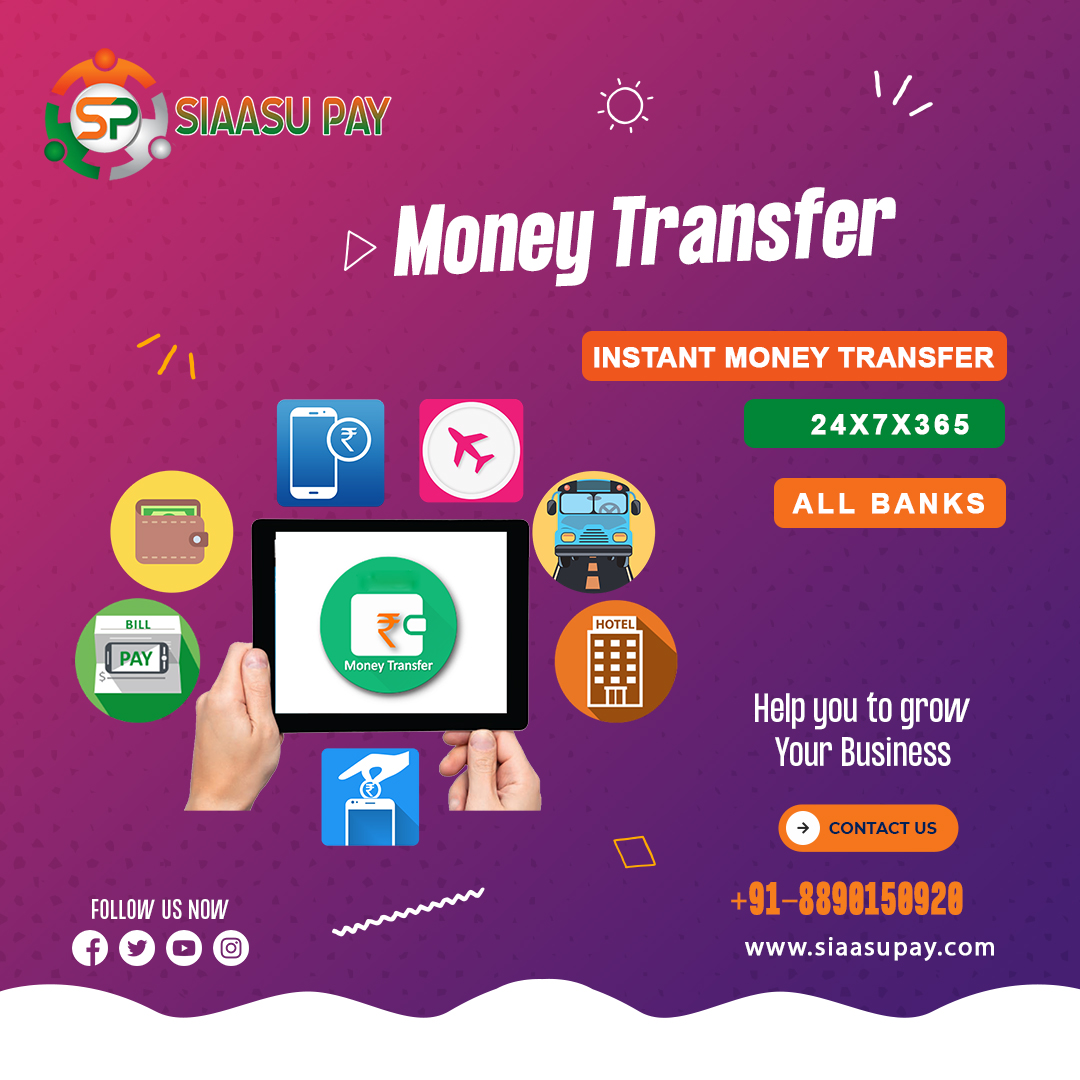 SP
SIAASU PAY
Money Transfer
INSTANT MONEY TRANSFER
24X7X365
ALL BANKS
₹
BILL
PAY
$
₹
Money Transfer
HOTEL
₹
Help you to grow
Your Business
CONTACT US
+91-8890150920
www.siaasupay.com
FOLLOW US NOW